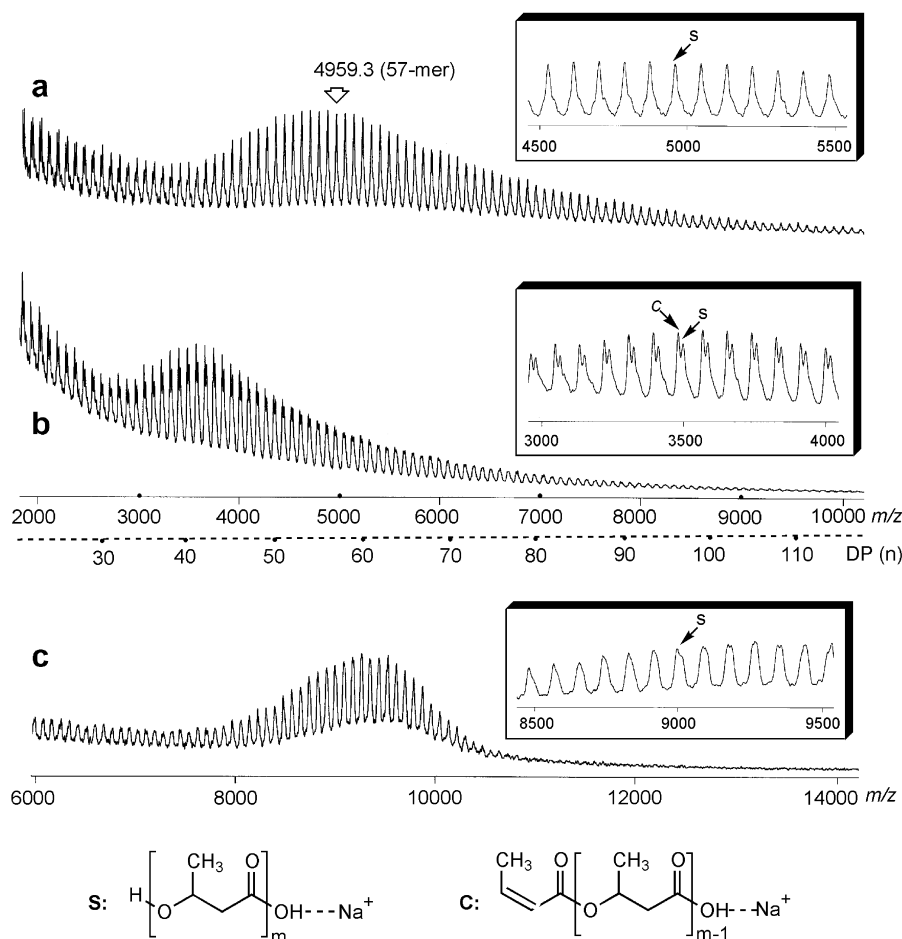 a
4959.3 (57-mer)
s
4500 5000 5500
b
C s
3000 3500 4000
2000 3000 4000 5000 6000 7000 8000 9000 10000 m/z
30 40 50 60 70 80 90 100 110 DP (n)
c
s
8500 9000 9500
6000 8000 10000 12000 14000 m/z
S: H O CH₃ O OH---Na⁺ m
C: CH₃ O O CH₃ O OH---Na⁺ m-1